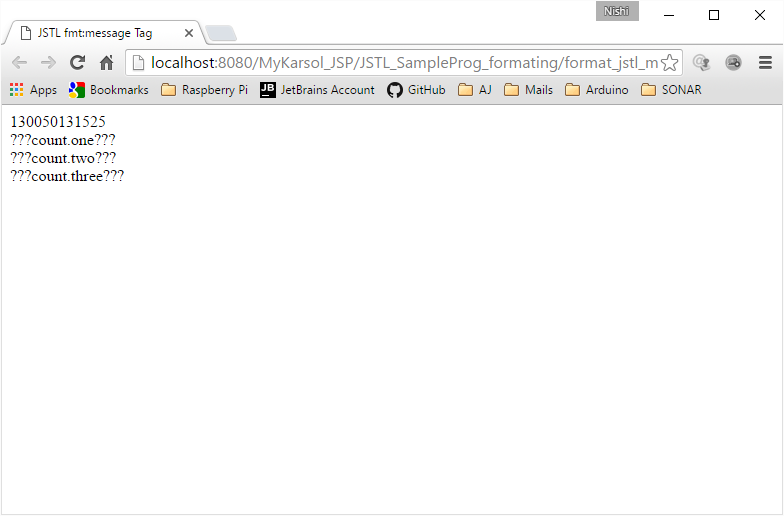 Nishi
JSTL fmt:message Tag
localhost:8080/MyKarsol_JSP/JSTL_SampleProg_formating/format_jstl_m
Apps Bookmarks Raspberry Pi JB JetBrains Account GitHub AJ Mails Arduino SONAR
130050131525
???count.one???
???count.two???
???count.three???